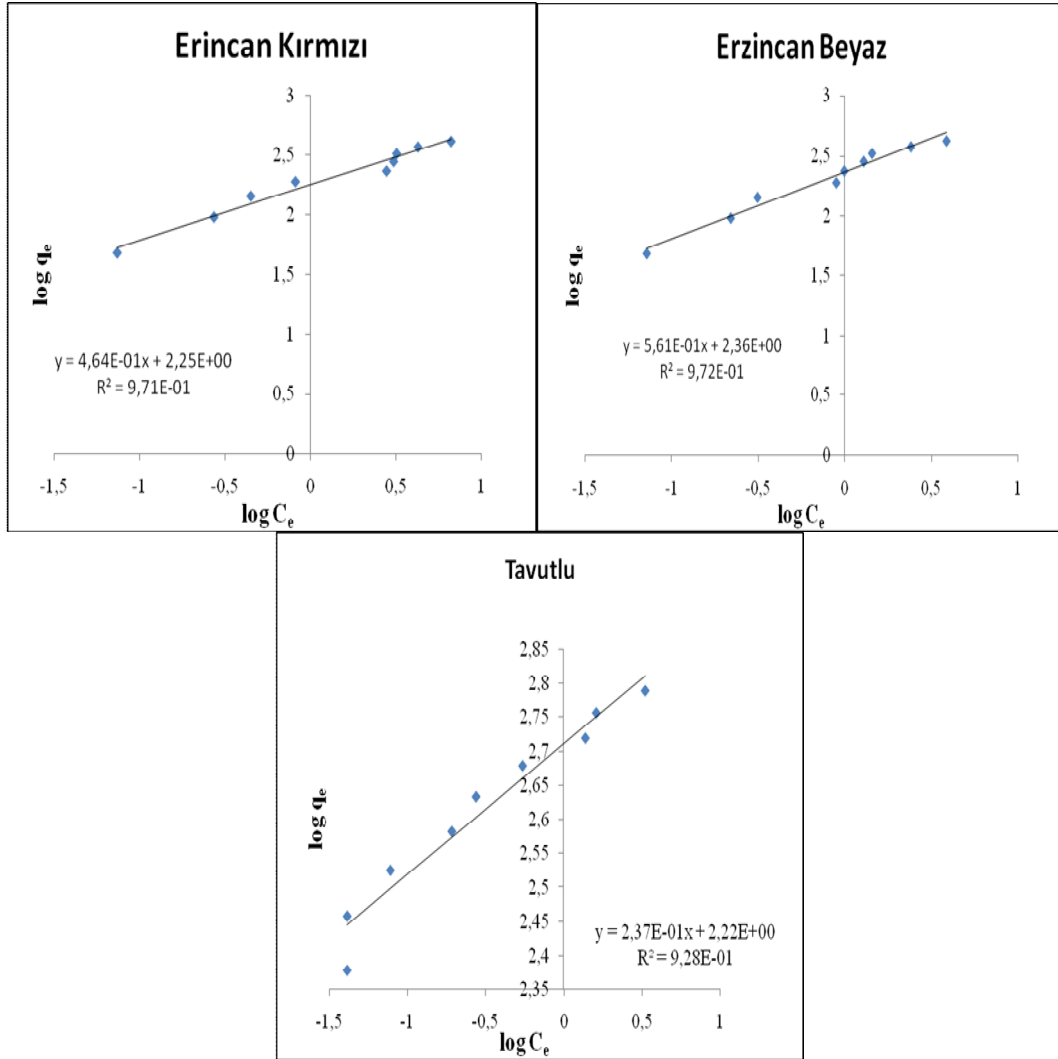 Erincan Kırmızı
3
2,5
2
1,5
1
0,5
0
-1,5 -1 -0,5 0 0,5 1
log qe
log Ce
y = 4,64E-01x + 2,25E+00
R² = 9,71E-01
Erzincan Beyaz
3
2,5
2
1,5
1
0,5
0
-1,5 -1 -0,5 0 0,5 1
log qe
log Ce
y = 5,61E-01x + 2,36E+00
R² = 9,72E-01
Tavutlu
2,85
2,8
2,75
2,7
2,65
2,6
2,55
2,5
2,45
2,4
2,35
-1,5 -1 -0,5 0 0,5 1
log qe
log Ce
y = 2,37E-01x + 2,22E+00
R² = 9,28E-01